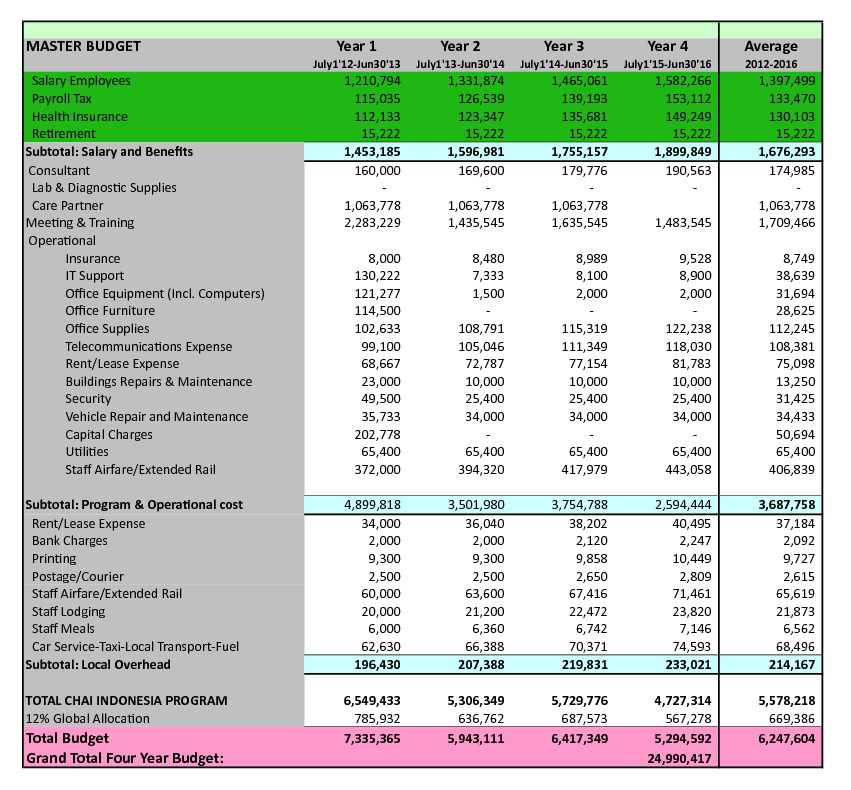 MASTER BUDGET Year 1 Year 2 Year 3 Year 4 Average
July1'12-Jun30'13 July1'13-Jun30'14 July1'14-Jun30'15 July1'15-Jun30'16 2012-2016
Salary Employees 1,210,794 1,331,874 1,465,061 1,582,266 1,397,499
Payroll Tax 115,035 126,539 139,193 153,112 133,470
Health Insurance 112,133 123,347 135,681 149,249 130,103
Retirement 15,222 15,222 15,222 15,222 15,222
Subtotal: Salary and Benefits 1,453,185 1,596,981 1,755,157 1,899,849 1,676,293
Consultant 160,000 169,600 179,776 190,563 174,985
Lab & Diagnostic Supplies - - - - -
Care Partner 1,063,778 1,063,778 1,063,778 1,063,778
Meeting & Training 2,283,229 1,435,545 1,635,545 1,483,545 1,709,466
Operational
Insurance 8,000 8,480 8,989 9,528 8,749
IT Support 130,222 7,333 8,100 8,900 38,639
Office Equipment (Incl. Computers) 121,277 1,500 2,000 2,000 31,694
Office Furniture 114,500 - - - 28,625
Office Supplies 102,633 108,791 115,319 122,238 112,245
Telecommunications Expense 99,100 105,046 111,349 118,030 108,381
Rent/Lease Expense 68,667 72,787 77,154 81,783 75,098
Buildings Repairs & Maintenance 23,000 10,000 10,000 10,000 13,250
Security 49,500 25,400 25,400 25,400 31,425
Vehicle Repair and Maintenance 35,733 34,000 34,000 34,000 34,433
Capital Charges 202,778 - - - 50,694
Utilities 65,400 65,400 65,400 65,400 65,400
Staff Airfare/Extended Rail 372,000 394,320 417,979 443,058 406,839
Subtotal: Program & Operational cost 4,899,818 3,501,980 3,754,788 2,594,444 3,687,758
Rent/Lease Expense 34,000 36,040 38,202 40,495 37,184
Bank Charges 2,000 2,000 2,120 2,247 2,092
Printing 9,300 9,300 9,858 10,449 9,727
Postage/Courier 2,500 2,500 2,650 2,809 2,615
Staff Airfare/Extended Rail 60,000 63,600 67,416 71,461 65,619
Staff Lodging 20,000 21,200 22,472 23,820 21,873
Staff Meals 6,000 6,360 6,742 7,146 6,562
Car Service-Taxi-Local Transport-Fuel 62,630 66,388 70,371 74,593 68,496
Subtotal: Local Overhead 196,430 207,388 219,831 233,021 214,167
TOTAL CHAI INDONESIA PROGRAM 6,549,433 5,306,349 5,729,776 4,727,314 5,578,218
12% Global Allocation 785,932 636,762 687,573 567,278 669,386
Total Budget 7,335,365 5,943,111 6,417,349 5,294,592 6,247,604
Grand Total Four Year Budget: 24,990,417